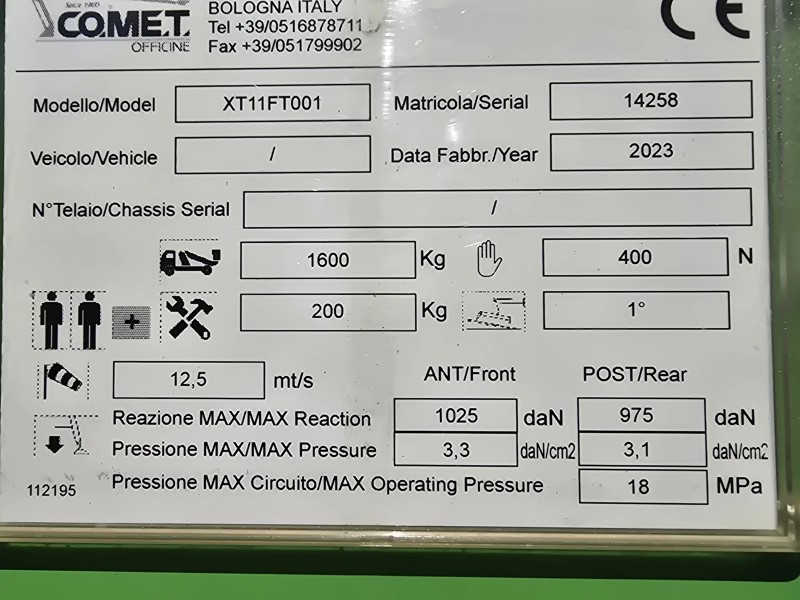 BOLOGNA ITALY
Since 1965
CO.ME.T.
OFFICINE
Tel +39/0516878711
Fax +39/051799902
CE
Modello/Model XT11FT001 Matricola/Serial 14258
Veicolo/Vehicle / Data Fabbr./Year 2023
N°Telaio/Chassis Serial /
1600 Kg 400 N
+ 200 Kg 1°
12,5 mt/s ANT/Front POST/Rear
Reazione MAX/MAX Reaction 1025 daN 975 daN
Pressione MAX/MAX Pressure 3,3 daN/cm2 3,1 daN/cm2
112195 Pressione MAX Circuito/MAX Operating Pressure 18 MPa